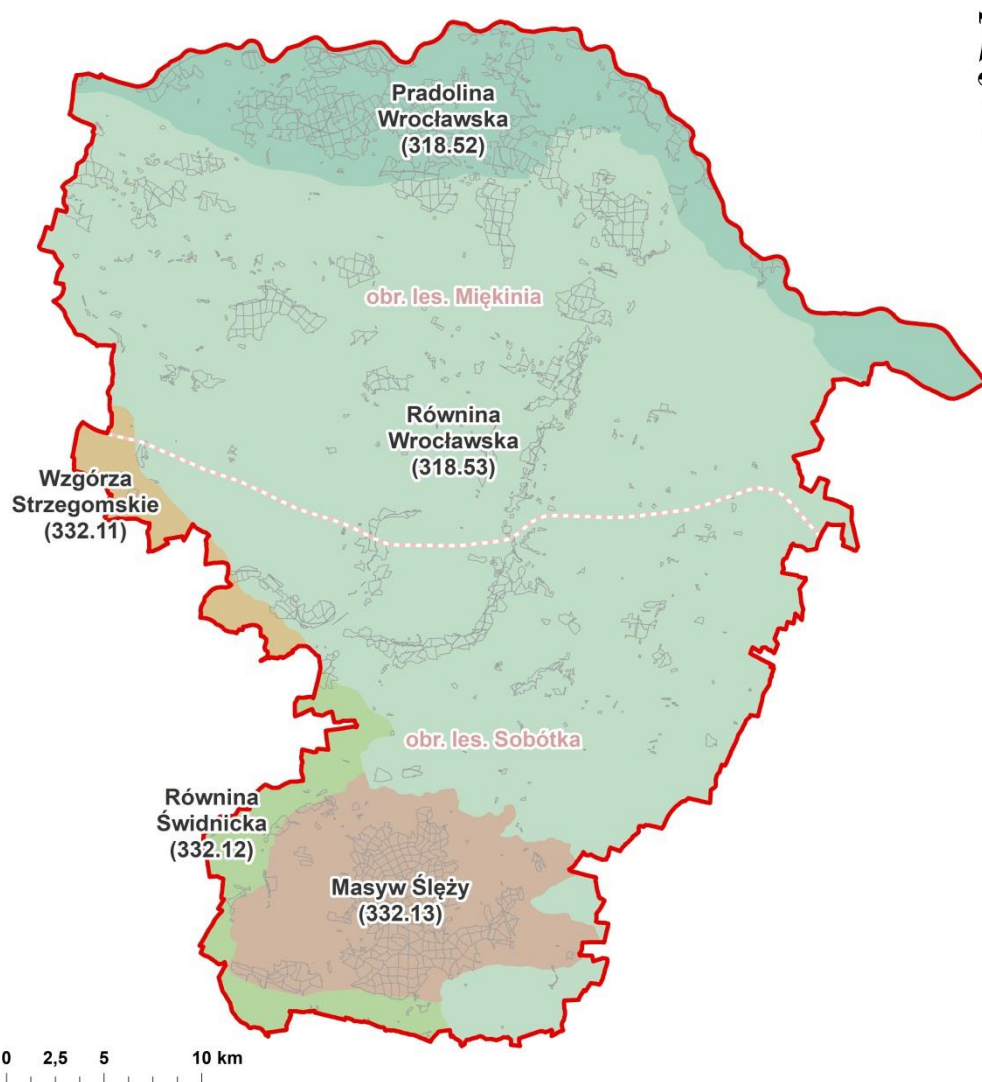 Pradolina
Wrocławska
(318.52)
obr. les. Miękinia
Równina
Wrocławska
(318.53)
Wzgórza
Strzegomskie
(332.11)
obr. les. Sobótka
Równina
Świdnicka
(332.12)
Masyw Ślęży
(332.13)
0 2,5 5 10 km